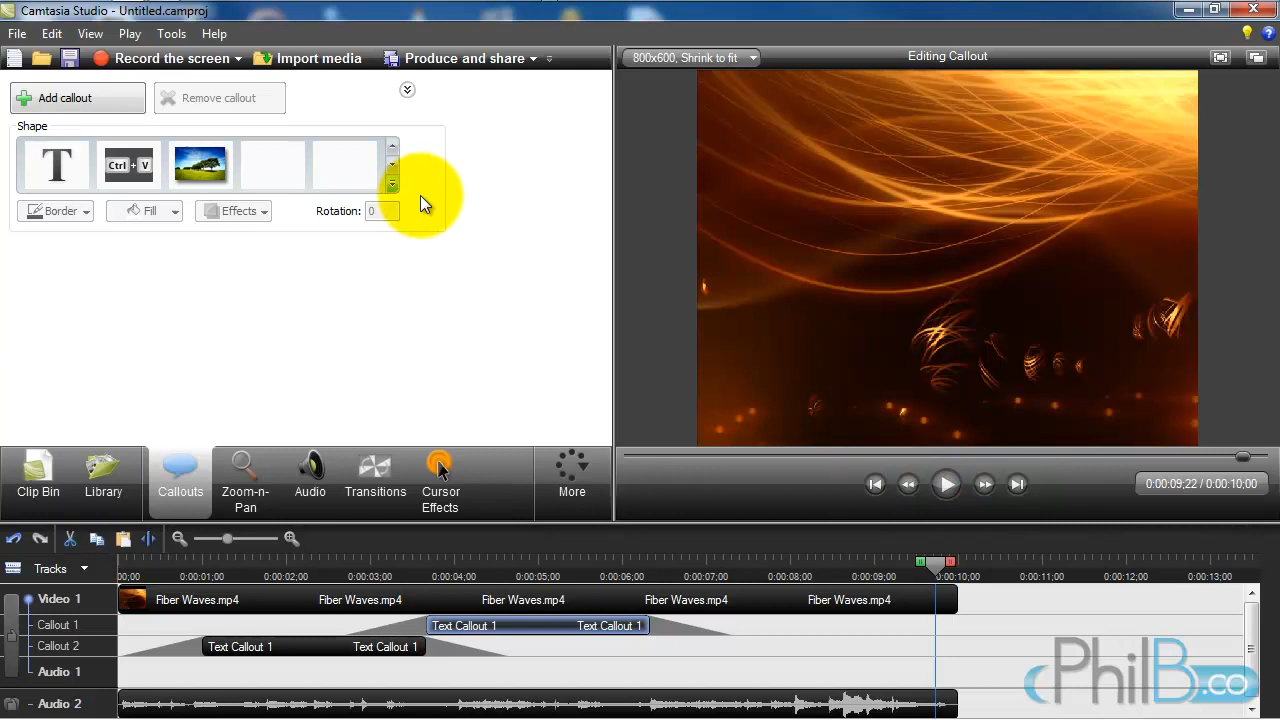 Camtasia Studio - Untitled.camproj
File Edit View Play Tools Help
Record the screen Import media Produce and share
800x600, Shrink to fit Editing Callout
Add callout Remove callout
Shape
T Ctrl + V
Border Fill Effects Rotation: 0
Clip Bin Library Callouts Zoom-n-Pan Audio Transitions Cursor Effects More
0:00:09;22 / 0:00:10;00
Tracks
00:00 0:00:01;00 0:00:02;00 0:00:03;00 0:00:04;00 0:00:05;00 0:00:06;00 0:00:07;00 0:00:08;00 0:00:09;00 0:00:10;00 0:00:11;00 0:00:12;00 0:00:13;00
Video 1 Fiber Waves.mp4 Fiber Waves.mp4 Fiber Waves.mp4 Fiber Waves.mp4 Fiber Waves.mp4
Callout 1 Text Callout 1 Text Callout 1
Callout 2 Text Callout 1 Text Callout 1
Audio 1
Audio 2
PhilB.co